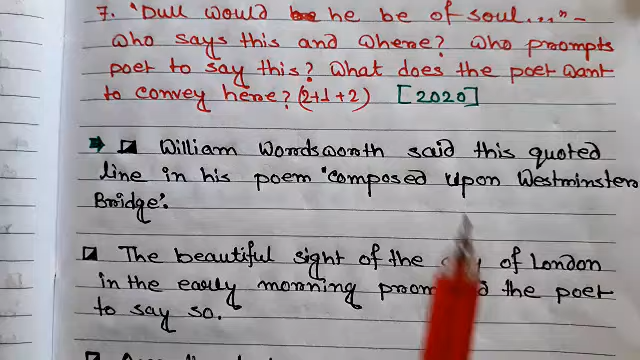 7. "Dull would he be of soul..." -
who says this and where? Who prompts
poet to say this? What does the poet want
to convey here? (2+1+2) [2020]
William Wordsworth said this quoted
line in his poem 'composed upon Westminster
Bridge'.
The beautiful sight of the of London
in the early morning the poet
to say so.